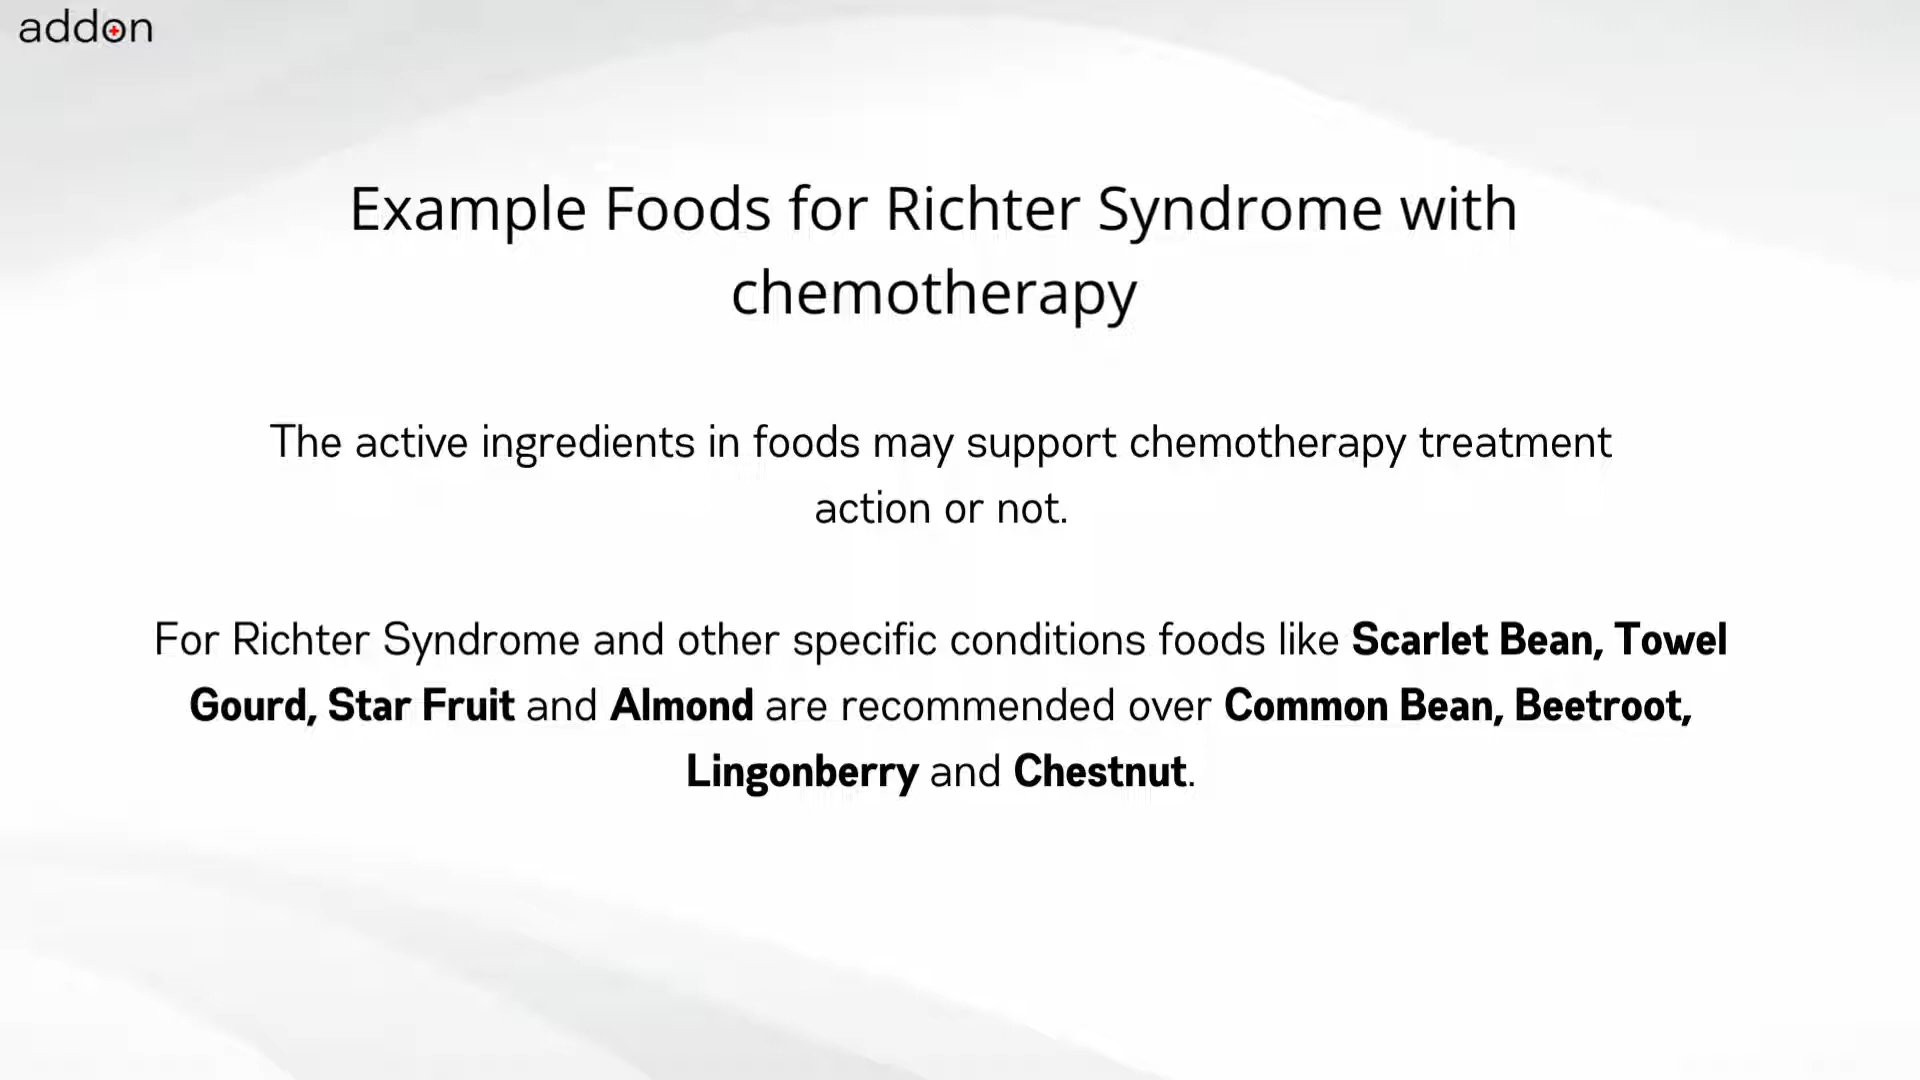 addon
Example Foods for Richter Syndrome with
chemotherapy
The active ingredients in foods may support chemotherapy treatment
action or not.
For Richter Syndrome and other specific conditions foods like Scarlet Bean, Towel
Gourd, Star Fruit and Almond are recommended over Common Bean, Beetroot,
Lingonberry and Chestnut.